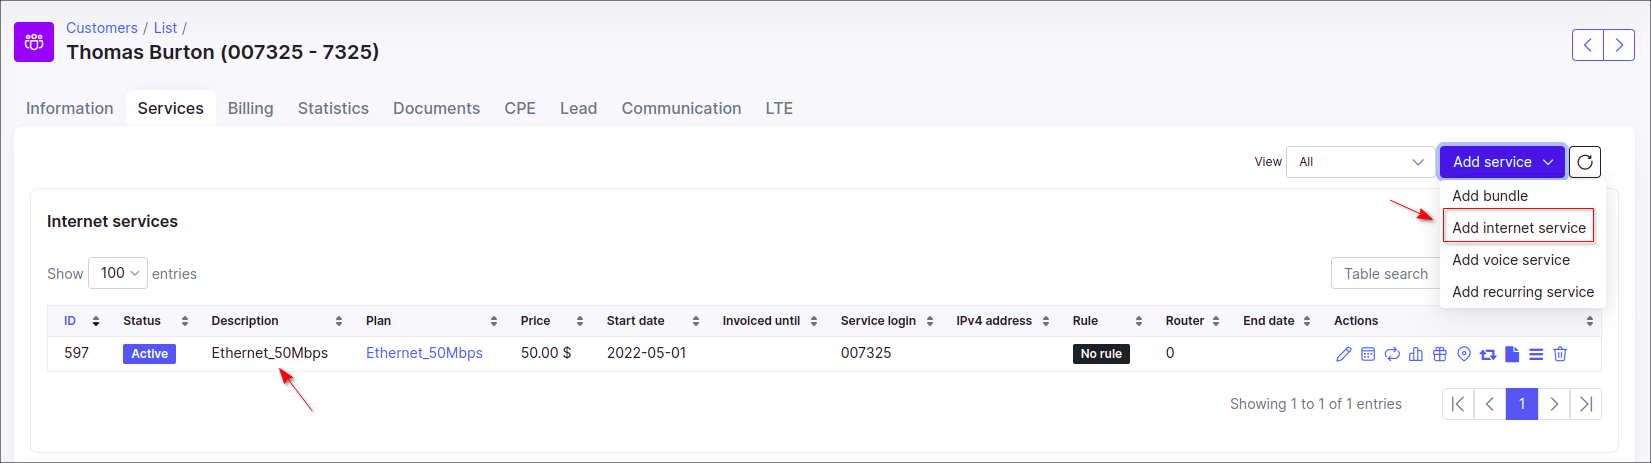 Customers / List /
Thomas Burton (007325 - 7325)
Information Services Billing Statistics Documents CPE Lead Communication LTE
View All Add service
Add bundle
Add internet service
Add voice service
Add recurring service
Internet services
Show 100 entries
Table search
ID Status Description Plan Price Start date Invoiced until Service login IPv4 address Rule Router End date Actions
597 Active Ethernet_50Mbps Ethernet_50Mbps 50.00 $ 2022-05-01 007325 No rule 0
Showing 1 to 1 of 1 entries 1